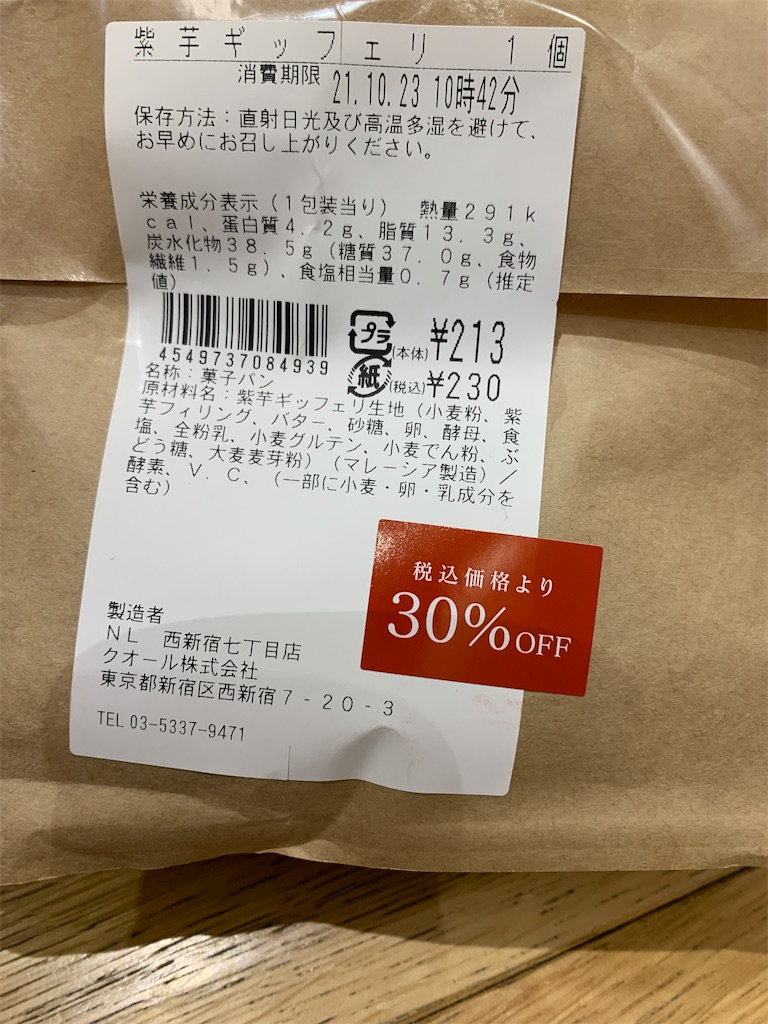 紫芋ギッフェリ 1個
消費期限 21.10.23 10時42分
保存方法：直射日光及び高温多湿を避けて、
お早めにお召し上がりください。
栄養成分表示（1包装当り） 熱量291k
cal、蛋白質4.2g、脂質13.3g、
炭水化物38.5g（糖質37.0g、食物
繊維1.5g）、食塩相当量0.7g（推定
値）
4549737084939
プラ
(本体) ¥213
紙
(税込) ¥230
名称：菓子パン
原材料名：紫芋ギッフェリ生地（小麦粉、紫
芋フィリング、バター、砂糖、卵、酵母、食
塩、全粉乳、小麦グルテン、小麦でん粉、ぶ
どう糖、大麦麦芽粉）（マレーシア製造）／
酵素、V.C、（一部に小麦・卵・乳成分を
含む）
税込価格より
30%OFF
製造者
NL 西新宿七丁目店
クオール株式会社
東京都新宿区西新宿7-20-3
TEL 03-5337-9471